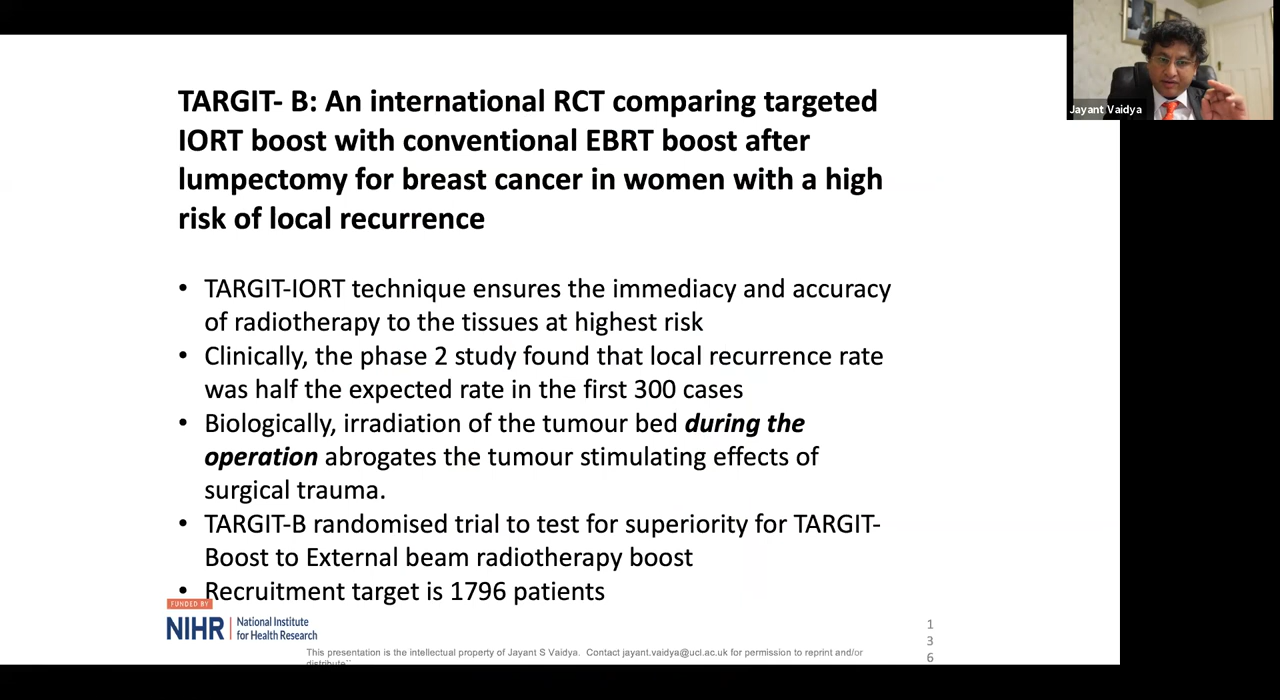 TARGIT- B: An international RCT comparing targeted
IORT boost with conventional EBRT boost after
lumpectomy for breast cancer in women with a high
risk of local recurrence
• TARGIT-IORT technique ensures the immediacy and accuracy
of radiotherapy to the tissues at highest risk
• Clinically, the phase 2 study found that local recurrence rate
was half the expected rate in the first 300 cases
• Biologically, irradiation of the tumour bed during the
operation abrogates the tumour stimulating effects of
surgical trauma.
• TARGIT-B randomised trial to test for superiority for TARGIT-
Boost to External beam radiotherapy boost
• Recruitment target is 1796 patients
FUNDED BY
NIHR | National Institute
for Health Research
This presentation is the intellectual property of Jayant S Vaidya. Contact jayant.vaidya@ucl.ac.uk for permission to reprint and/or
distribute``
1
3
6
Jayant Vaidya